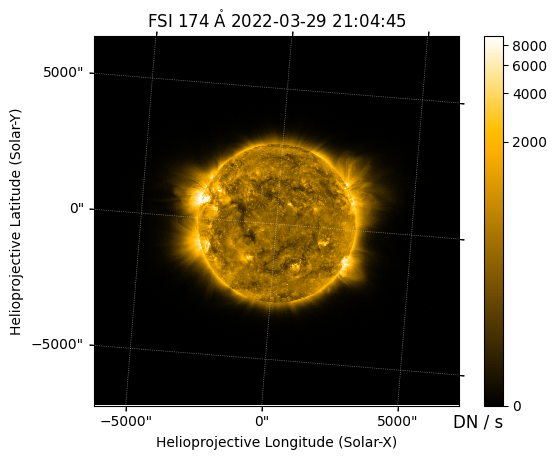 FSI 174 Å 2022-03-29 21:04:45
8000
6000
4000
2000
0
DN / s
5000"
0"
−5000"
Helioprojective Latitude (Solar-Y)
−5000"
0"
5000"
Helioprojective Longitude (Solar-X)